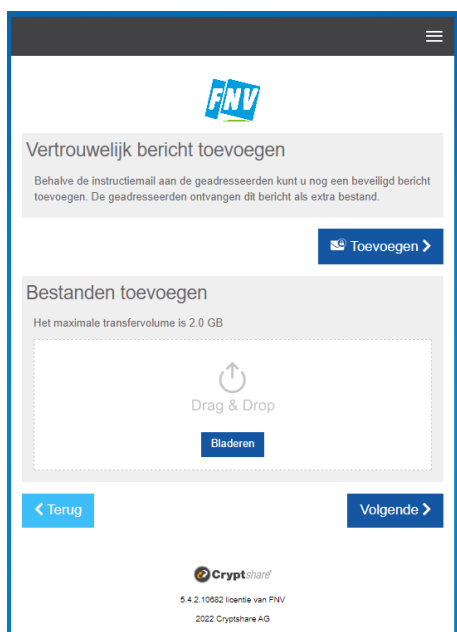 FNV
Vertrouwelijk bericht toevoegen
Behalve de instructiemail aan de geadresseerden kunt u nog een beveiligd bericht
toevoegen. De geadresseerden ontvangen dit bericht als extra bestand.
Toevoegen
Bestanden toevoegen
Het maximale transfervolume is 2.0 GB
Drag & Drop
Bladeren
Terug
Volgende
Cryptshare
5.4.2.10682 licentie van FNV
2022 Cryptshare AG